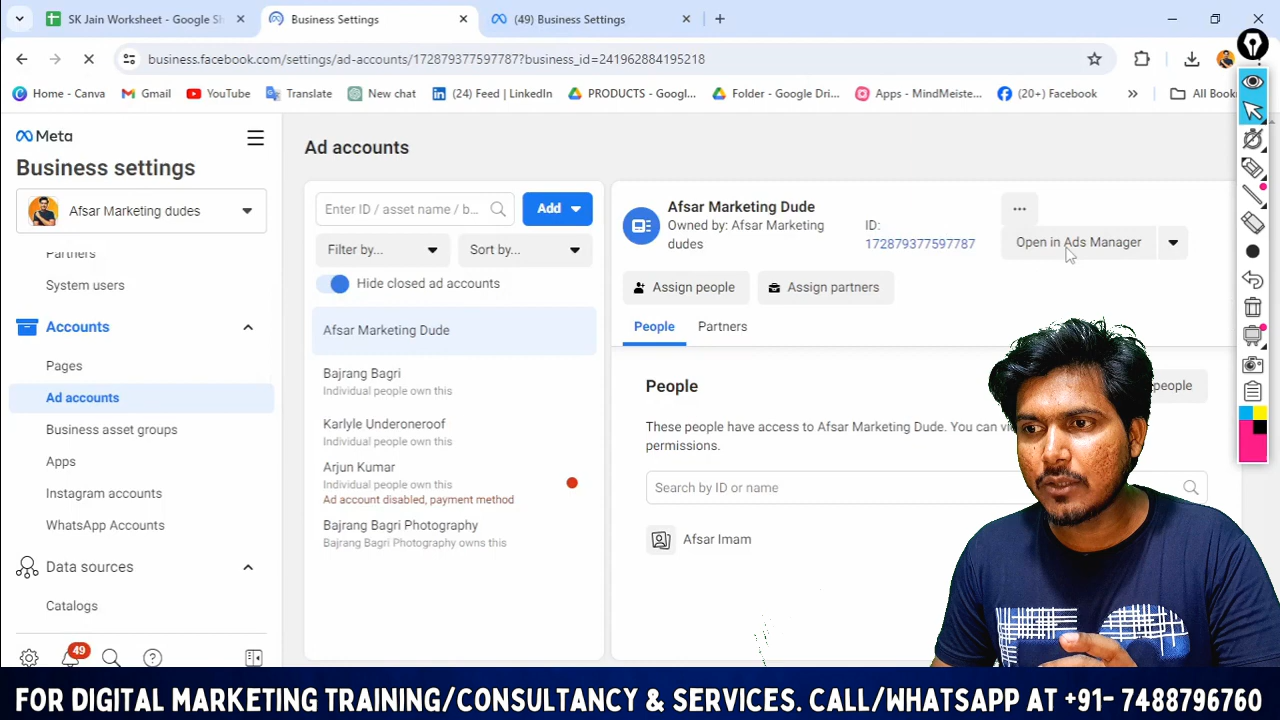 SK Jain Worksheet - Google Sh
Business Settings
(49) Business Settings
business.facebook.com/settings/ad-accounts/172879377597787?business_id=241962884195218
Home - Canva
Gmail
YouTube
Translate
New chat
(24) Feed | LinkedIn
PRODUCTS - Googl...
Folder - Google Dri...
Apps - MindMeiste...
(20+) Facebook
All Book
Meta
Business settings
Afsar Marketing dudes
Partners
System users
Accounts
Pages
Ad accounts
Business asset groups
Apps
Instagram accounts
WhatsApp Accounts
Data sources
Catalogs
49
Ad accounts
Enter ID / asset name / b...
Add
Filter by...
Sort by...
Hide closed ad accounts
Afsar Marketing Dude
Bajrang Bagri
Individual people own this
Karlyle Underoneroof
Individual people own this
Arjun Kumar
Individual people own this
Ad account disabled, payment method
Bajrang Bagri Photography
Bajrang Bagri Photography owns this
Afsar Marketing Dude
Owned by: Afsar Marketing
dudes
ID:
172879377597787
...
Open in Ads Manager
Assign people
Assign partners
People
Partners
People
people
These people have access to Afsar Marketing Dude. You can vi
permissions.
Search by ID or name
Afsar Imam
FOR DIGITAL MARKETING TRAINING/CONSULTANCY & SERVICES. CALL/WHATSAPP AT +91- 7488796760